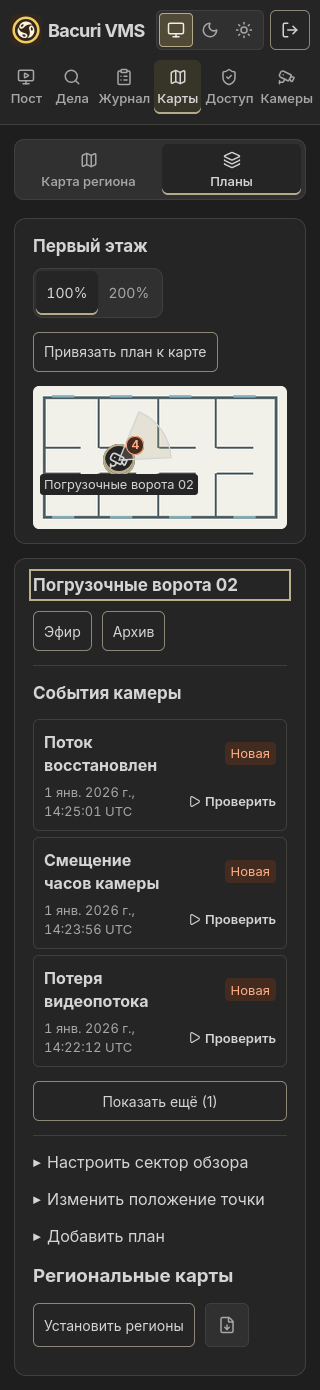 Bacuri VMS
Пост Дела Журнал Карты Доступ Камеры
Карта региона Планы
Первый этаж
100% 200%
Привязать план к карте
4
Погрузочные ворота 02
Погрузочные ворота 02
Эфир Архив
События камеры
Поток
восстановлен
Новая
1 янв. 2026 г.,
14:25:01 UTC
Проверить
Смещение
часов камеры
Новая
1 янв. 2026 г.,
14:23:56 UTC
Проверить
Потеря
видеопотока
Новая
1 янв. 2026 г.,
14:22:12 UTC
Проверить
Показать ещё (1)
Настроить сектор обзора
Изменить положение точки
Добавить план
Региональные карты
Установить регионы